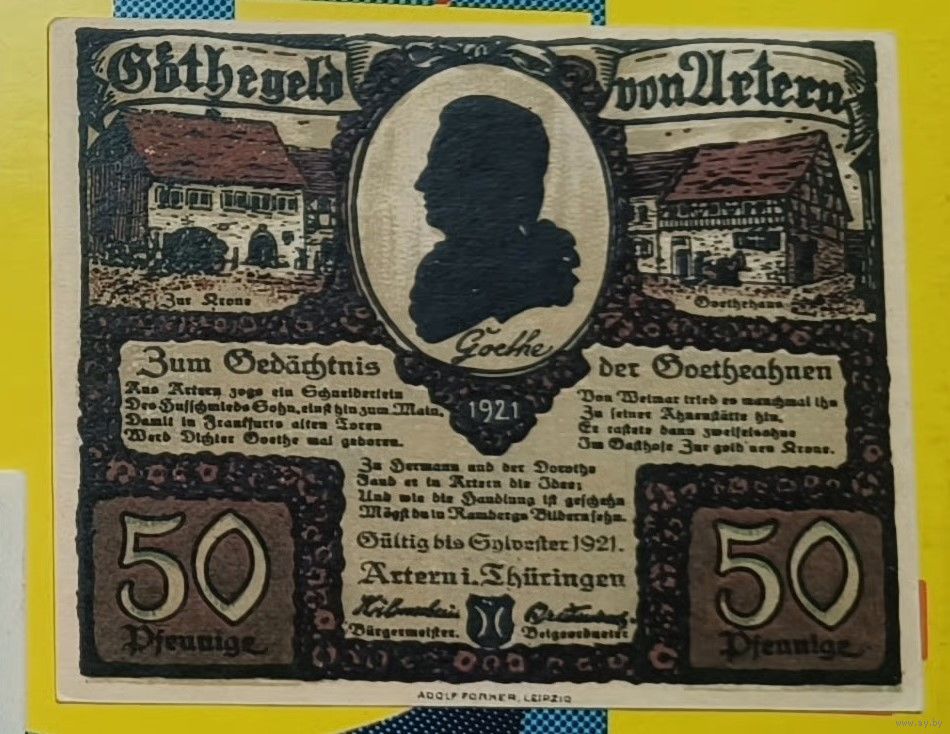 Göthegeld von Artern
Zur Krone
Goethehaus
Goethe
1921
Zum Gedächtnis der Goetheahnen
Aus Artern zogs ein Schneiderlein
Des Hufschmieds Sohn, einst hin zum Main.
Damit in Frankfurts alten Toren
Werd Dichter Goethe mal geboren.
Von Weimar trieb es manchmal ihn
Zu seiner Ahnenstätte hin.
Er rastete dann zweifelsohne
Im Gasthofe Zur gold'nen Krone.
Zu Hermann und der Dorothe
Fand er in Artern die Idee;
Und wie die Handlung ist geschehn
Mögst du in Rambergs Bildern sehn.
Gültig bis Sylvester 1921.
Artern i. Thüringen
Bürgermeister. Beigeordneter
50
Pfennige
50
Pfennige
ADOLF FORKER, LEIPZIG
www.ay.by